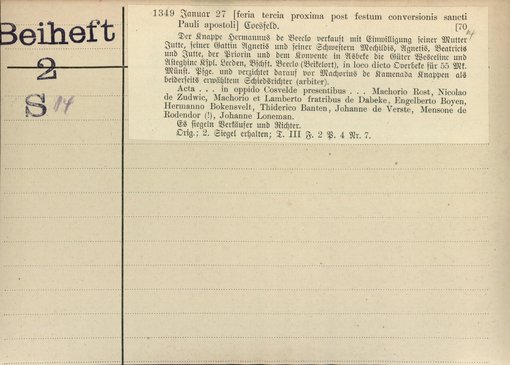 Beiheft
2
S 14
1349 Januar 27 [feria tercia proxima post festum conversionis sancti
Pauli apostoli] Coesfeld. [70
Der Knappe Hermannus de Beerlo verkauft mit Einwilligung seiner Mutter
Jutte, seiner Gattin Agnetis und seiner Schwestern Mechildis, Agnetis, Beatricis
und Jutte, der Priorin und dem Konvente in Asbeke die Güter Wescelinc und
Alteghinc Kspl. Leeden, Bschft. Beerlo (Beikelort), in loco dicto Overbeke für 55 Mk.
Münst. Pfge. und verzichtet darauf vor Machorius de Kamenada Knappen als
beiderseits erwähltem Schiedsrichter (arbiter).
Acta . . . in oppido Cosvelde presentibus . . . Machorio Rost, Nicolao
de Zudwic, Machorio et Lamberto fratribus de Dabeke, Engelberto Boyen,
Hermanno Bokensvelt, Thiderico Banten, Johanne de Verste, Mensone de
Rodendor (!), Johanne Loneman.
Es siegeln Verkäufer und Richter.
Orig.; 2. Siegel erhalten; T. III F. 2 P. 4 Nr. 7.